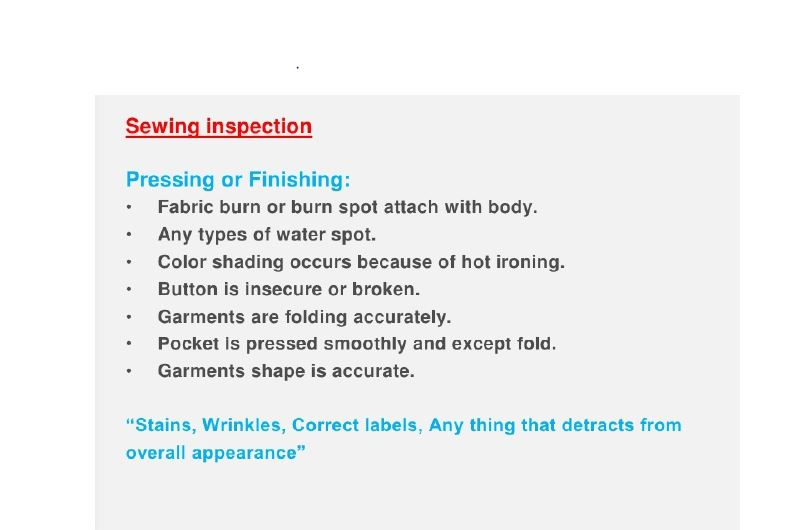 Sewing inspection
Pressing or Finishing:
• Fabric burn or burn spot attach with body.
• Any types of water spot.
• Color shading occurs because of hot ironing.
• Button is insecure or broken.
• Garments are folding accurately.
• Pocket is pressed smoothly and except fold.
• Garments shape is accurate.
“Stains, Wrinkles, Correct labels, Any thing that detracts from
overall appearance”